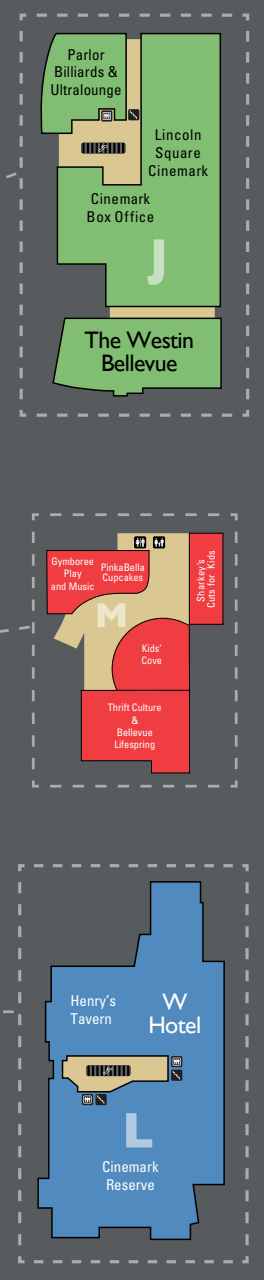 Parlor
Billiards &
Ultralounge
Lincoln
Square
Cinemark
Cinemark
Box Office
J
The Westin
Bellevue
Gymboree
Play
and Music
PinkaBella
Cupcakes
Sharkey's
Cuts for Kids
M
Kids'
Cove
Thrift Culture
&
Bellevue
Lifespring
Henry's
Tavern
W
Hotel
L
Cinemark
Reserve